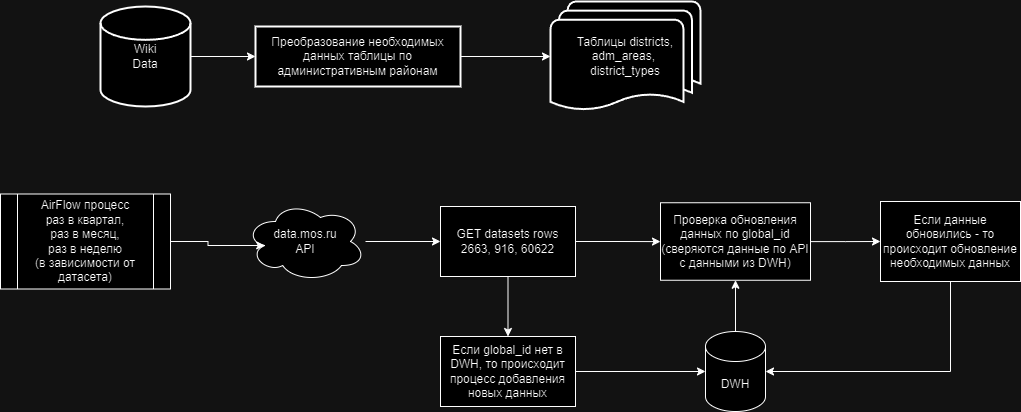 Wiki
Data
Преобразование необходимых
данных таблицы по
административным районам
Таблицы districts,
adm_areas,
district_types
AirFlow процесс
раз в квартал,
раз в месяц,
раз в неделю
(в зависимости от
датасета)
data.mos.ru
API
GET datasets rows
2663, 916, 60622
Проверка обновления
данных по global_id
(сверяются данные по API
с данными из DWH)
Если данные
обновились - то
происходит обновление
необходимых данных
Если global_id нет в
DWH, то происходит
процесс добавления
новых данных
DWH